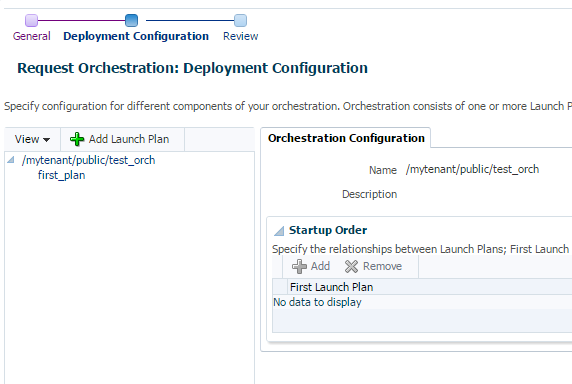 General Deployment Configuration Review
Request Orchestration: Deployment Configuration
Specify configuration for different components of your orchestration. Orchestration consists of one or more Launch
View Add Launch Plan
/mytenant/public/test_orch
first_plan
Orchestration Configuration
Name /mytenant/public/test_orch
Description
Startup Order
Specify the relationships between Launch Plans; First Launch
Add Remove
First Launch Plan
No data to display